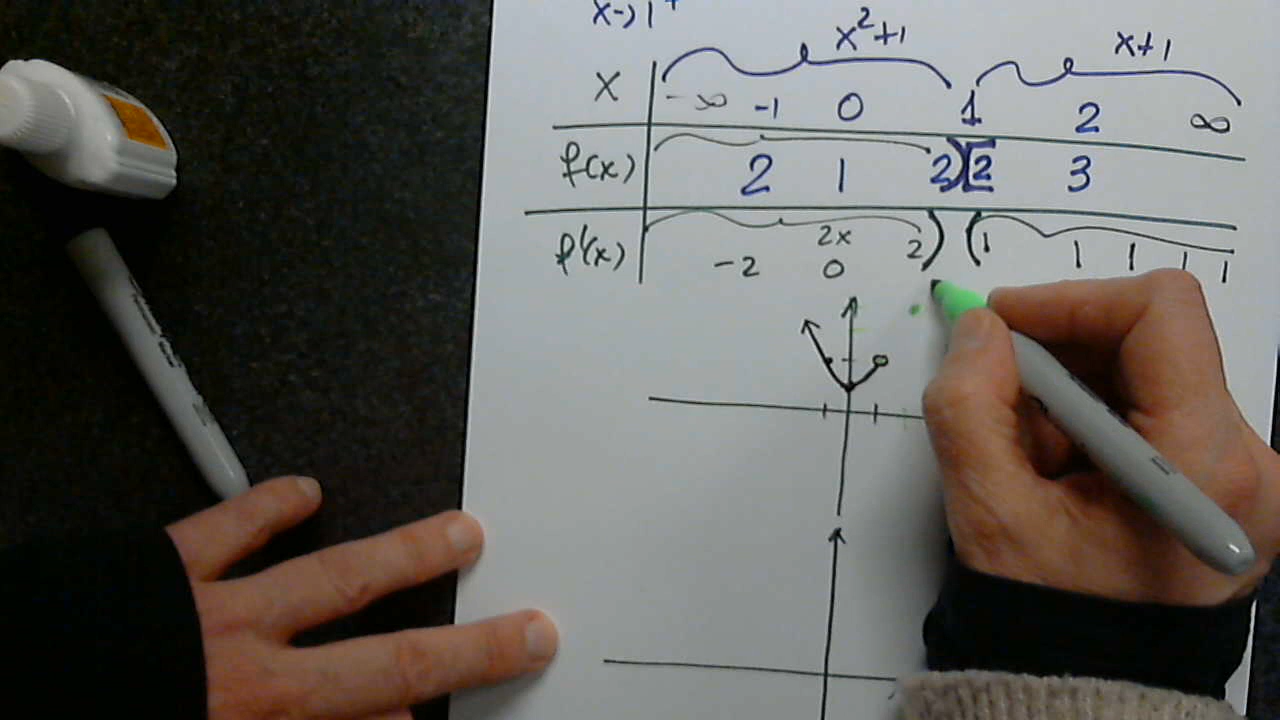 x→1⁺
x²+1 x+1
x -∞ -1 0 1 2 ∞
f(x) 2 1 2) [2 3
2x
f'(x) -2 0 2) (1 1 1 1 1